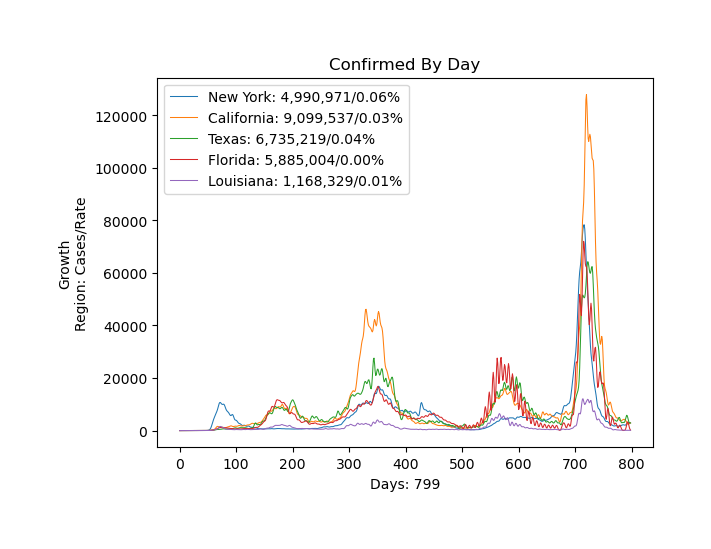 Confirmed By Day
New York: 4,990,971/0.06%
California: 9,099,537/0.03%
Texas: 6,735,219/0.04%
Florida: 5,885,004/0.00%
Louisiana: 1,168,329/0.01%
120000
100000
80000
60000
40000
20000
0
Growth
Region: Cases/Rate
0 100 200 300 400 500 600 700 800
Days: 799